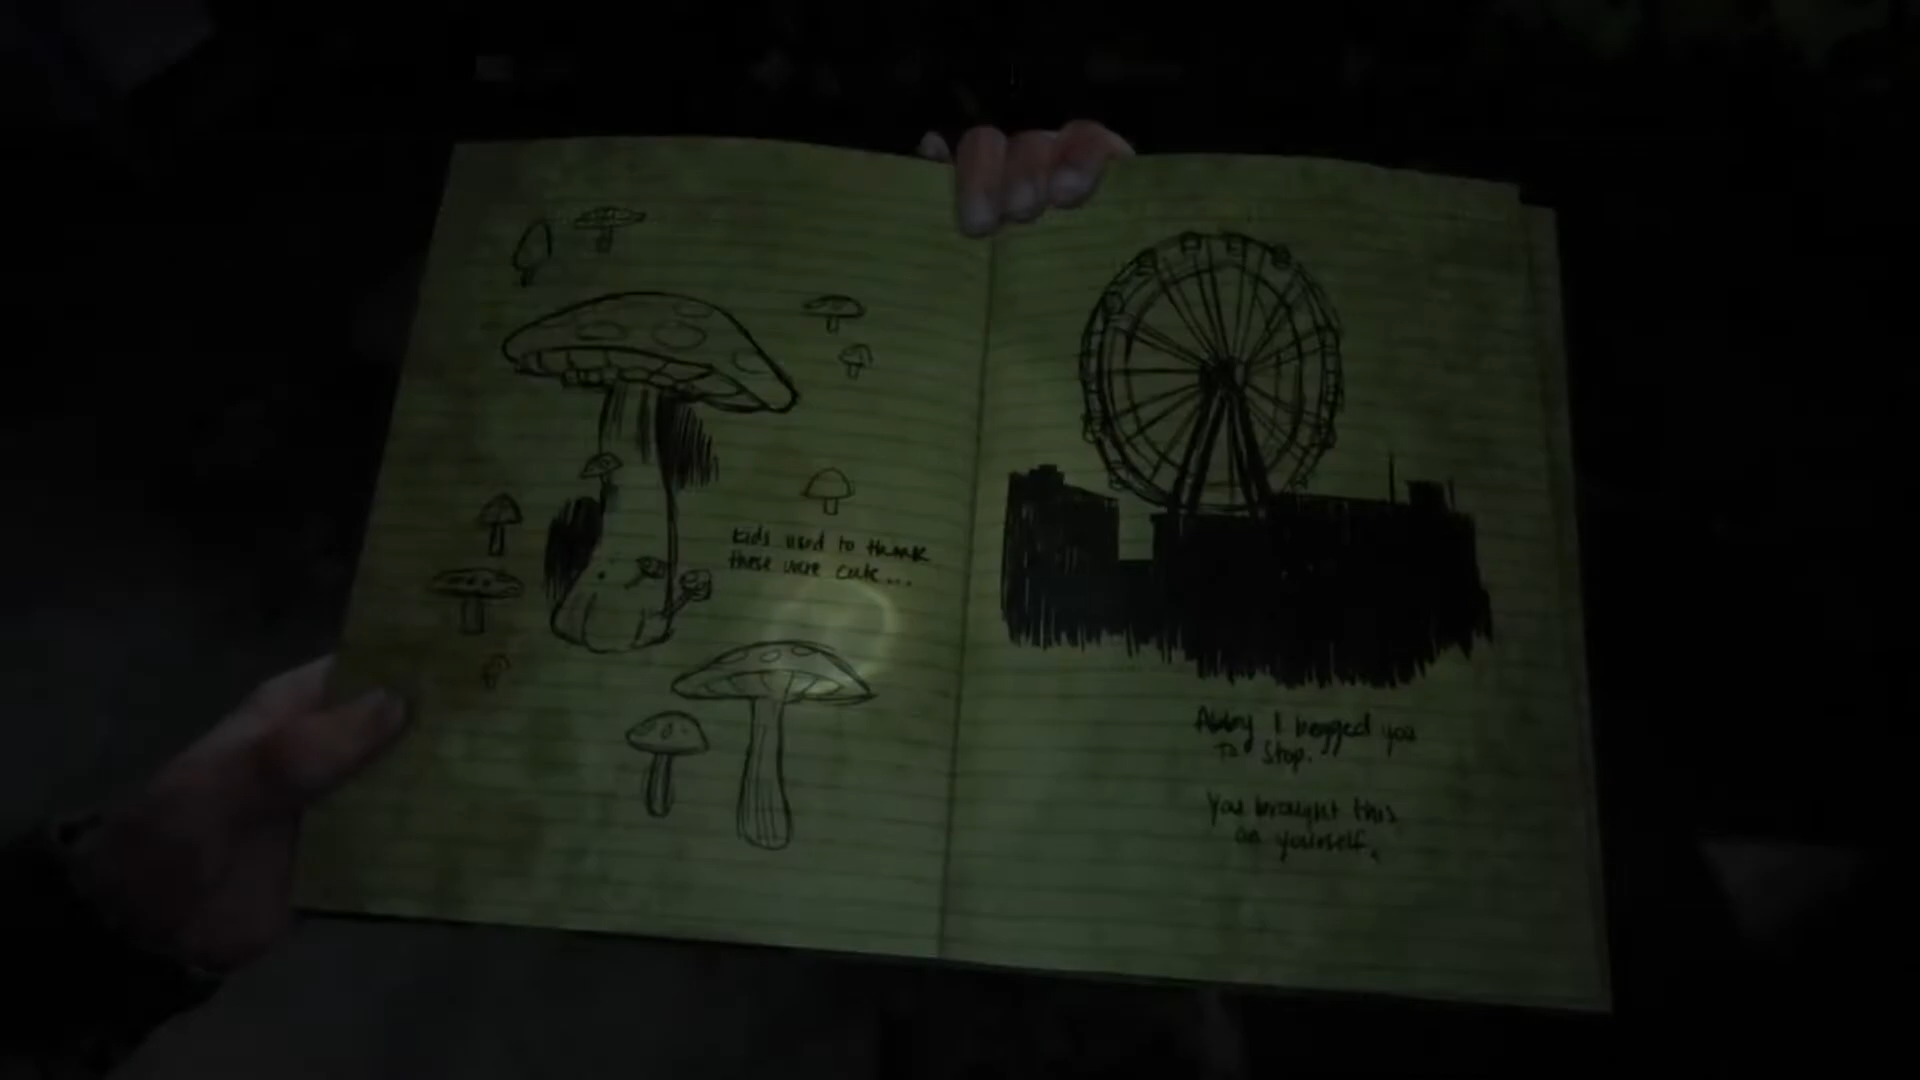 kids used to think
these were cute...
Abby I begged you
To stop.
You brought this
on yourself.